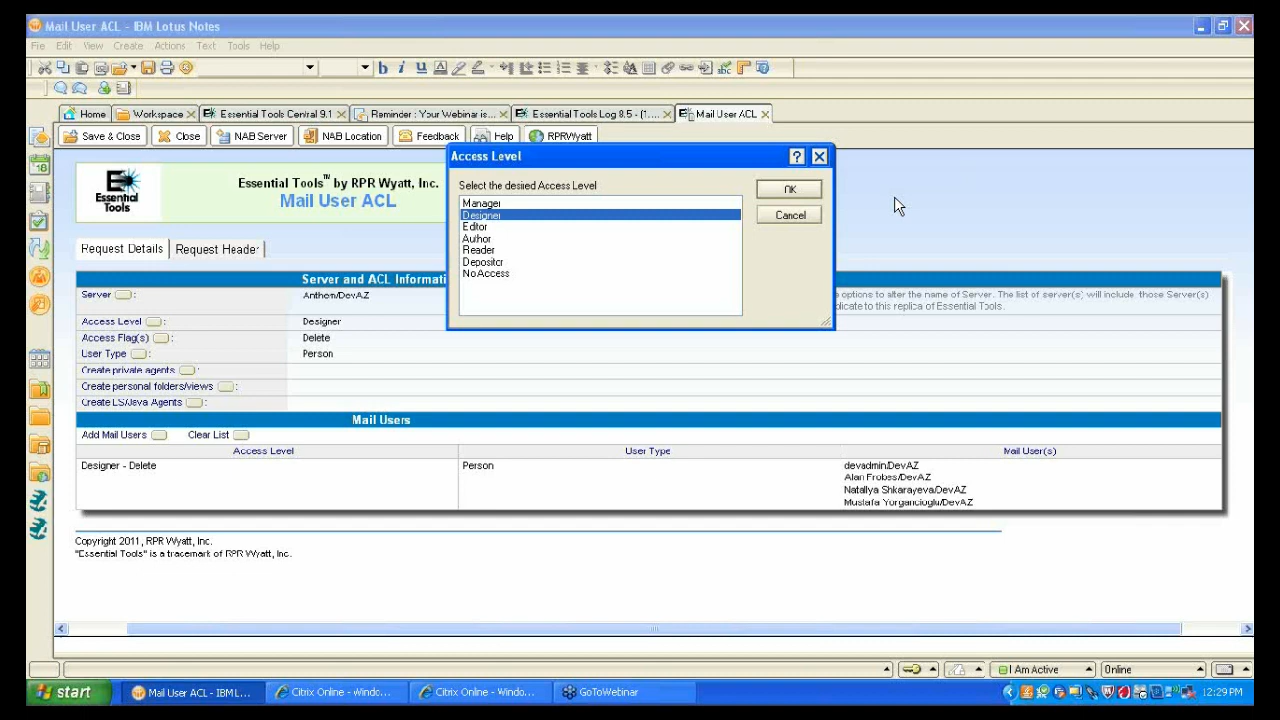 Mail User ACL - IBM Lotus Notes
File Edit View Create Actions Text Tools Help
Home Workspace Essential Tools Central 9.1 Reminder : Your Webinar is... Essential Tools Log 8.5 - (1.... Mail User ACL
Save & Close Close NAB Server NAB Location Feedback Help RPRWyatt
Access Level
Select the desired Access Level
Manager
Designer
Editor
Author
Reader
Depositor
No Access
OK
Cancel
Essential Tools
Essential Tools™ by RPR Wyatt, Inc.
Mail User ACL
Request Details Request Header
Server and ACL Informati
Server : Anthem/DevAZ
options to alter the name of Server. The list of server(s) will include those Server(s)
plicate to this replica of Essential Tools.
Access Level : Designer
Access Flag(s) : Delete
User Type : Person
Create private agents :
Create personal folders/views :
Create LS/Java Agents :
Mail Users
Add Mail Users Clear List
Access Level User Type Mail User(s)
Designer - Delete Person devadmin/DevAZ
Alan Frobes/DevAZ
Nataliya Shkarayeva/DevAZ
Mustafa Yorgancioglu/DevAZ
Copyright 2011, RPR Wyatt, Inc.
"Essential Tools" is a trademark of RPR Wyatt, Inc.
I Am Active Online
start Mail User ACL - IBM L... Citrix Online - Windo... Citrix Online - Windo... GoToWebinar 12:29 PM